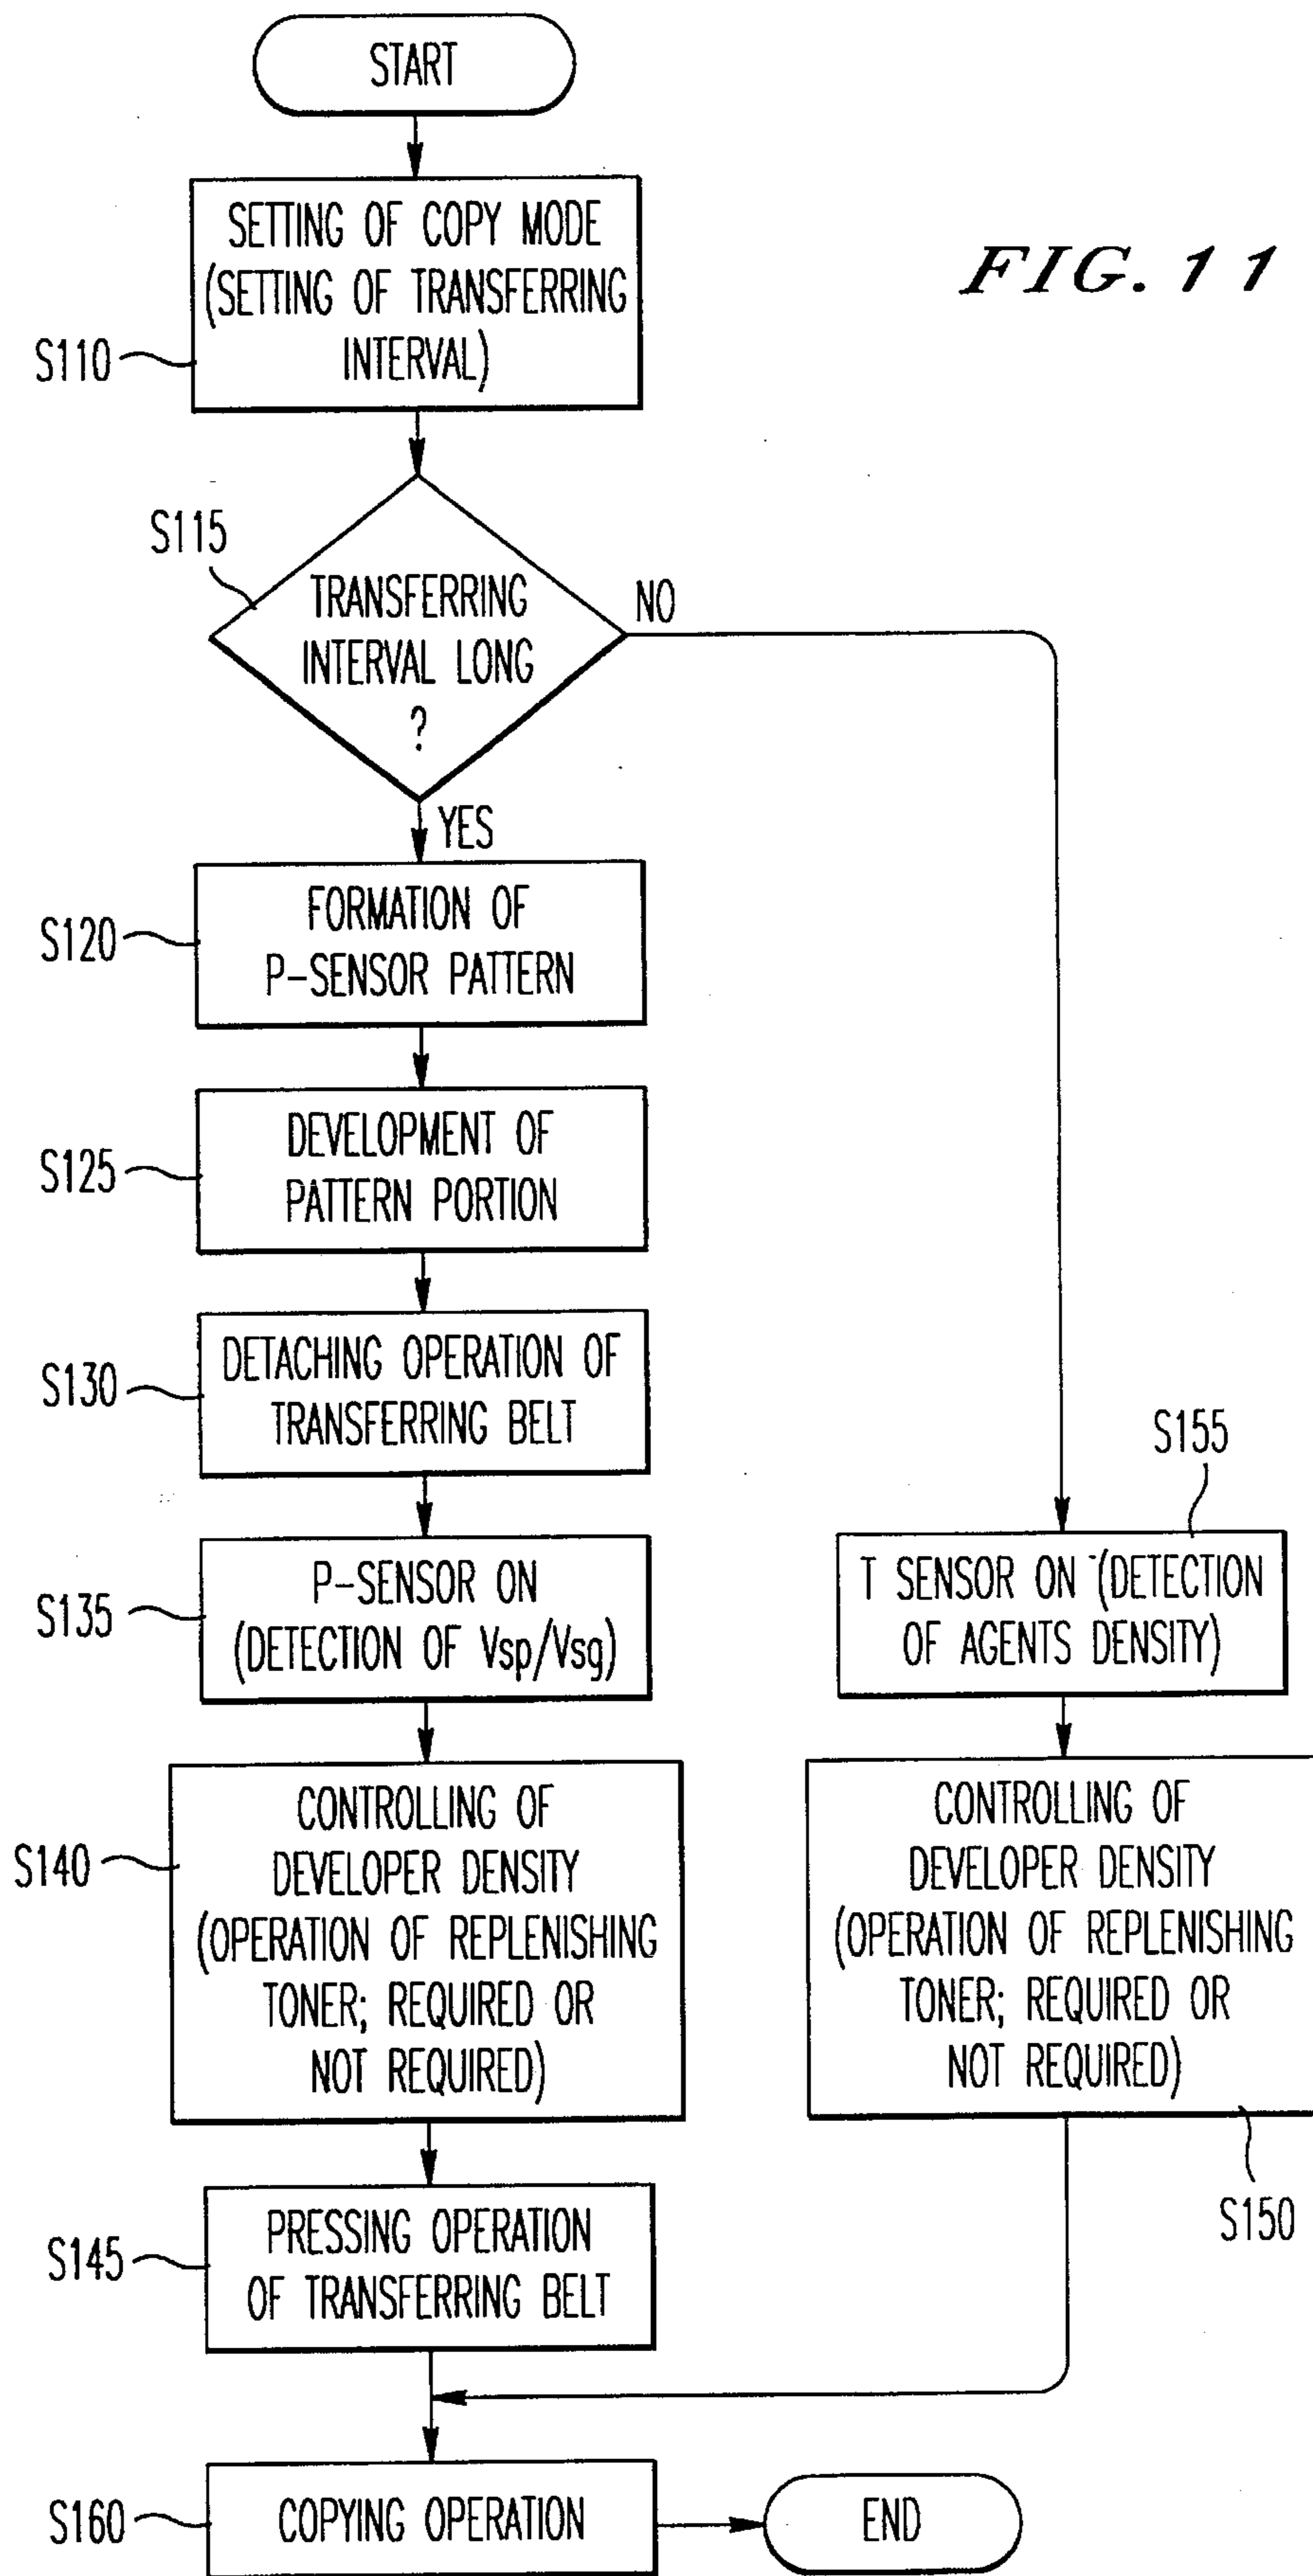 START
FIG. 11
SETTING OF COPY MODE
(SETTING OF TRANSFERRING
INTERVAL)
S110
S115
TRANSFERRING
INTERVAL LONG
?
NO
YES
S120
FORMATION OF
P-SENSOR PATTERN
S125
DEVELOPMENT OF
PATTERN PORTION
S130
DETACHING OPERATION OF
TRANSFERRING BELT
S135
P-SENSOR ON
(DETECTION OF Vsp/Vsg)
S155
T SENSOR ON (DETECTION
OF AGENTS DENSITY)
S140
CONTROLLING OF
DEVELOPER DENSITY
(OPERATION OF REPLENISHING
TONER; REQUIRED OR
NOT REQUIRED)
CONTROLLING OF
DEVELOPER DENSITY
(OPERATION OF REPLENISHING
TONER; REQUIRED OR
NOT REQUIRED)
S150
S145
PRESSING OPERATION
OF TRANSFERRING BELT
S160
COPYING OPERATION
END